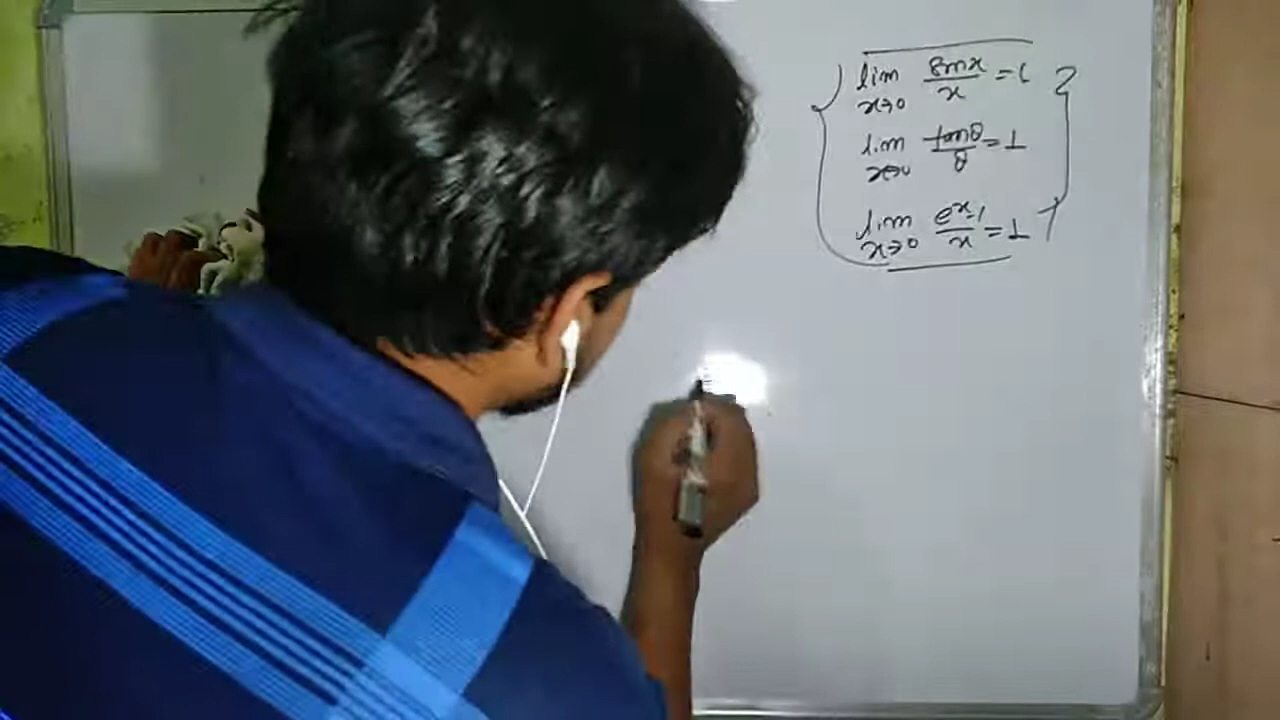 lim x→0 sinx/x = 1
lim x→0 tanθ/θ = 1
lim x→0 e^x-1/x = 1